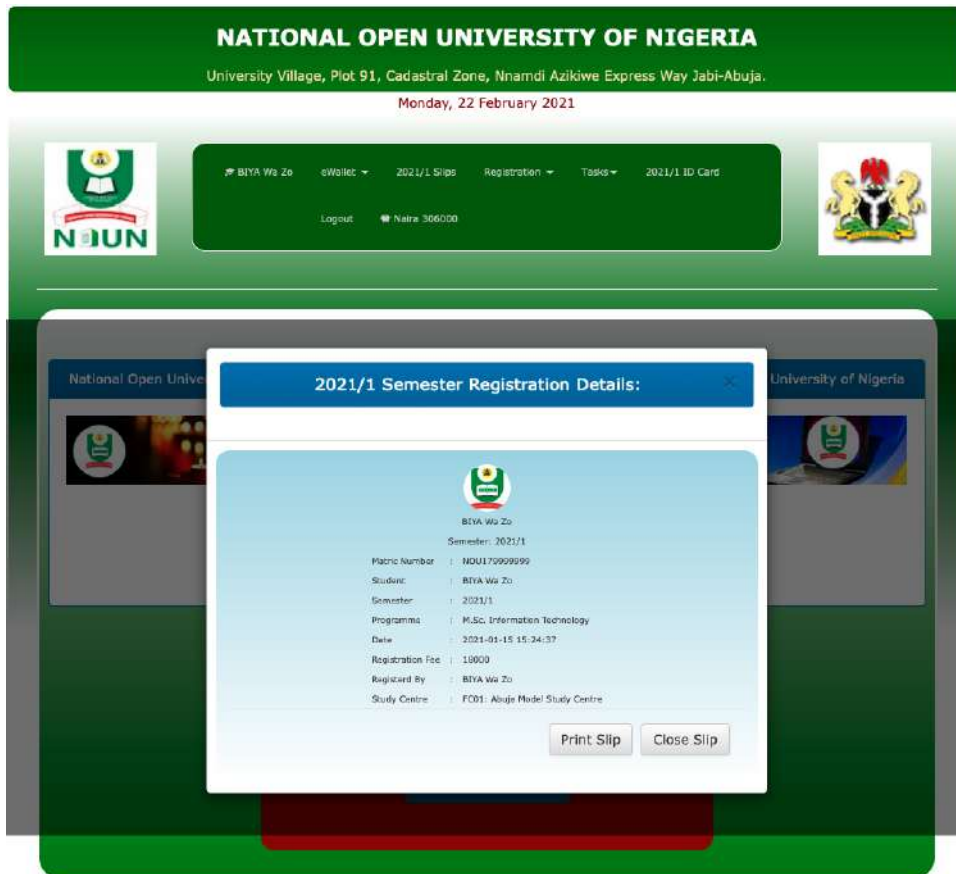 NATIONAL OPEN UNIVERSITY OF NIGERIA
University Village, Plot 91, Cadastral Zone, Nnamdi Azikiwe Express Way Jabi-Abuja.
Monday, 22 February 2021
BIYA Wa Zo eWallet 2021/1 Slips Registration Tasks 2021/1 ID Card
Logout Naira 306000
NOUN
National Open Unive
University of Nigeria
2021/1 Semester Registration Details:
BIYA Wa Zo
Semester: 2021/1
Matric Number : NOU179999999
Student : BIYA Wa Zo
Semester : 2021/1
Programme : M.Sc. Information Technology
Date : 2021-01-15 15:24:37
Registration Fee : 18000
Registerd By : BIYA Wa Zo
Study Centre : FC01: Abuja Model Study Centre
Print Slip Close Slip